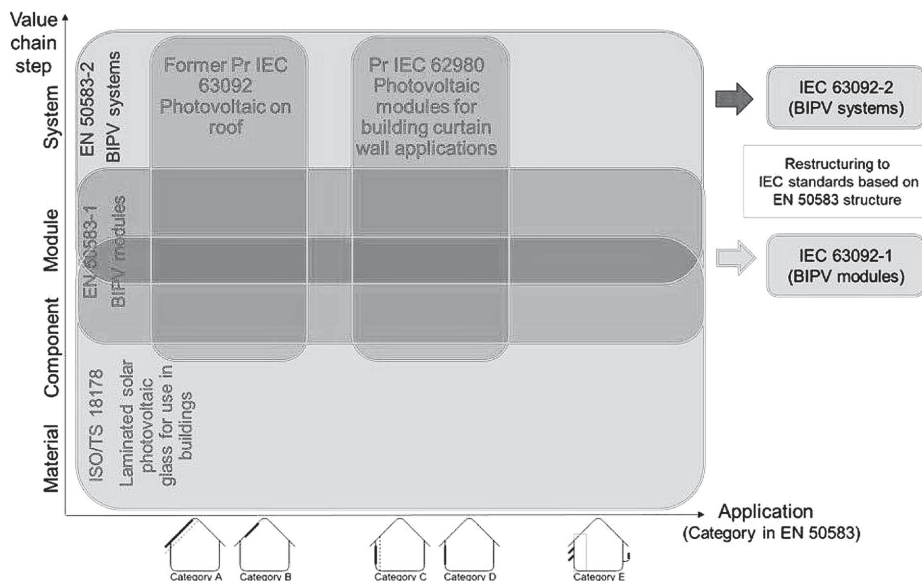 Value
chain
step
System
Module
Component
Material
EN 50583-2
BIPV systems
EN 50583-1
BIPV modules
ISO/TS 18178
Laminated solar
photovoltaic
glass for use in
buildings
Former Pr IEC
63092
Photovoltaic on
roof
Pr IEC 62980
Photovoltaic
modules for
building curtain
wall applications
IEC 63092-2
(BIPV systems)
Restructuring to
IEC standards based on
EN 50583 structure
IEC 63092-1
(BIPV modules)
Application
(Category in EN 50583)
Category A
Category B
Category C
Category D
Category E